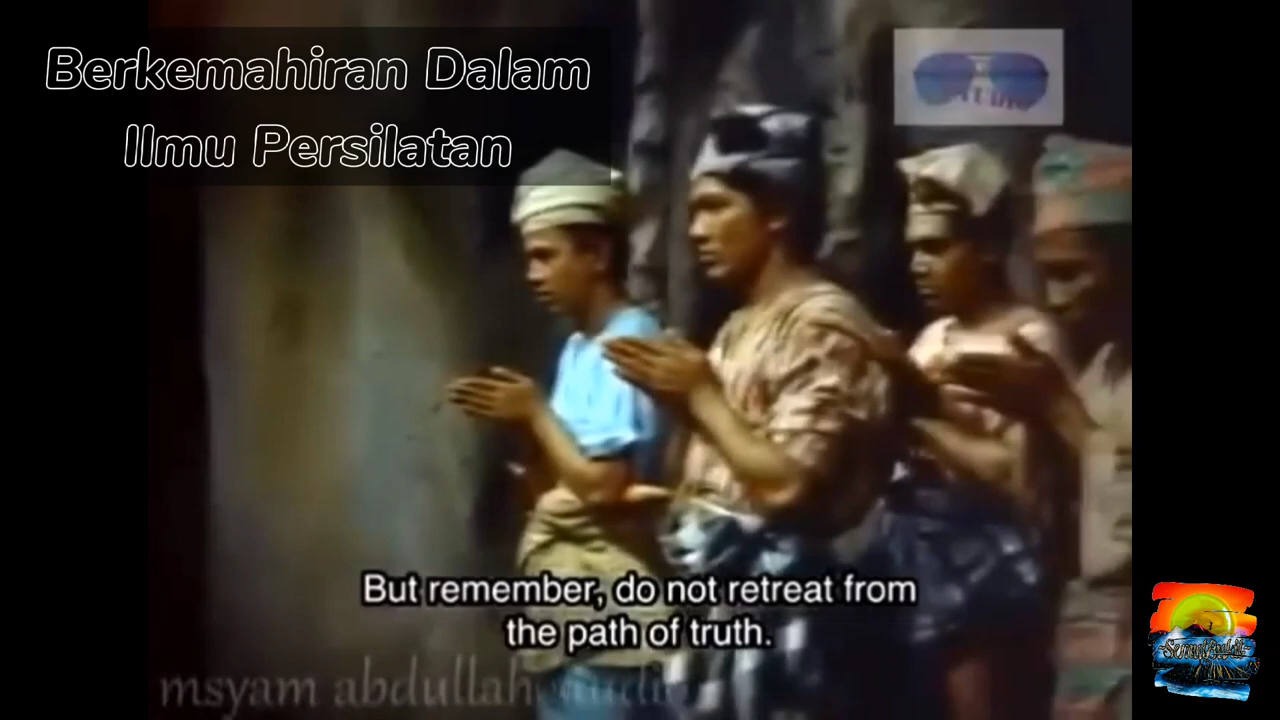 Berkemahiran Dalam
Ilmu Persilatan
But remember, do not retreat from
the path of truth.
msyam abdullah